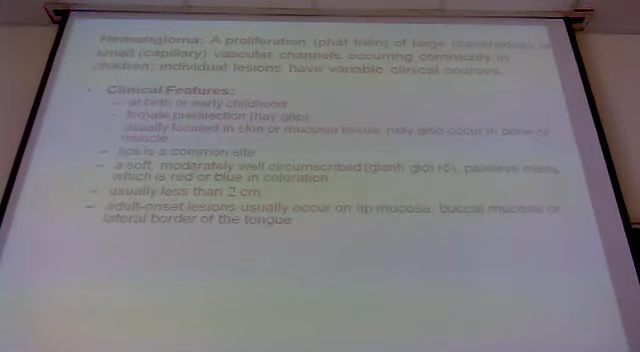 Hemangioma: A proliferation (phát triển) of large (cavernous) or
small (capillary) vascular channels occurring commonly in
children; individual lesions have variable clinical courses.
• Clinical Features:
– at birth or early childhood
– female predilection (hay gặp)
– usually located in skin or mucosal tissue; may also occur in bone or
muscle
– lips is a common site
– a soft, moderately well circumscribed (gianh giới rõ), painless mass
which is red or blue in coloration
– usually less than 2 cm
– adult-onset lesions usually occur on lip mucosa, buccal mucosa or
lateral border of the tongue